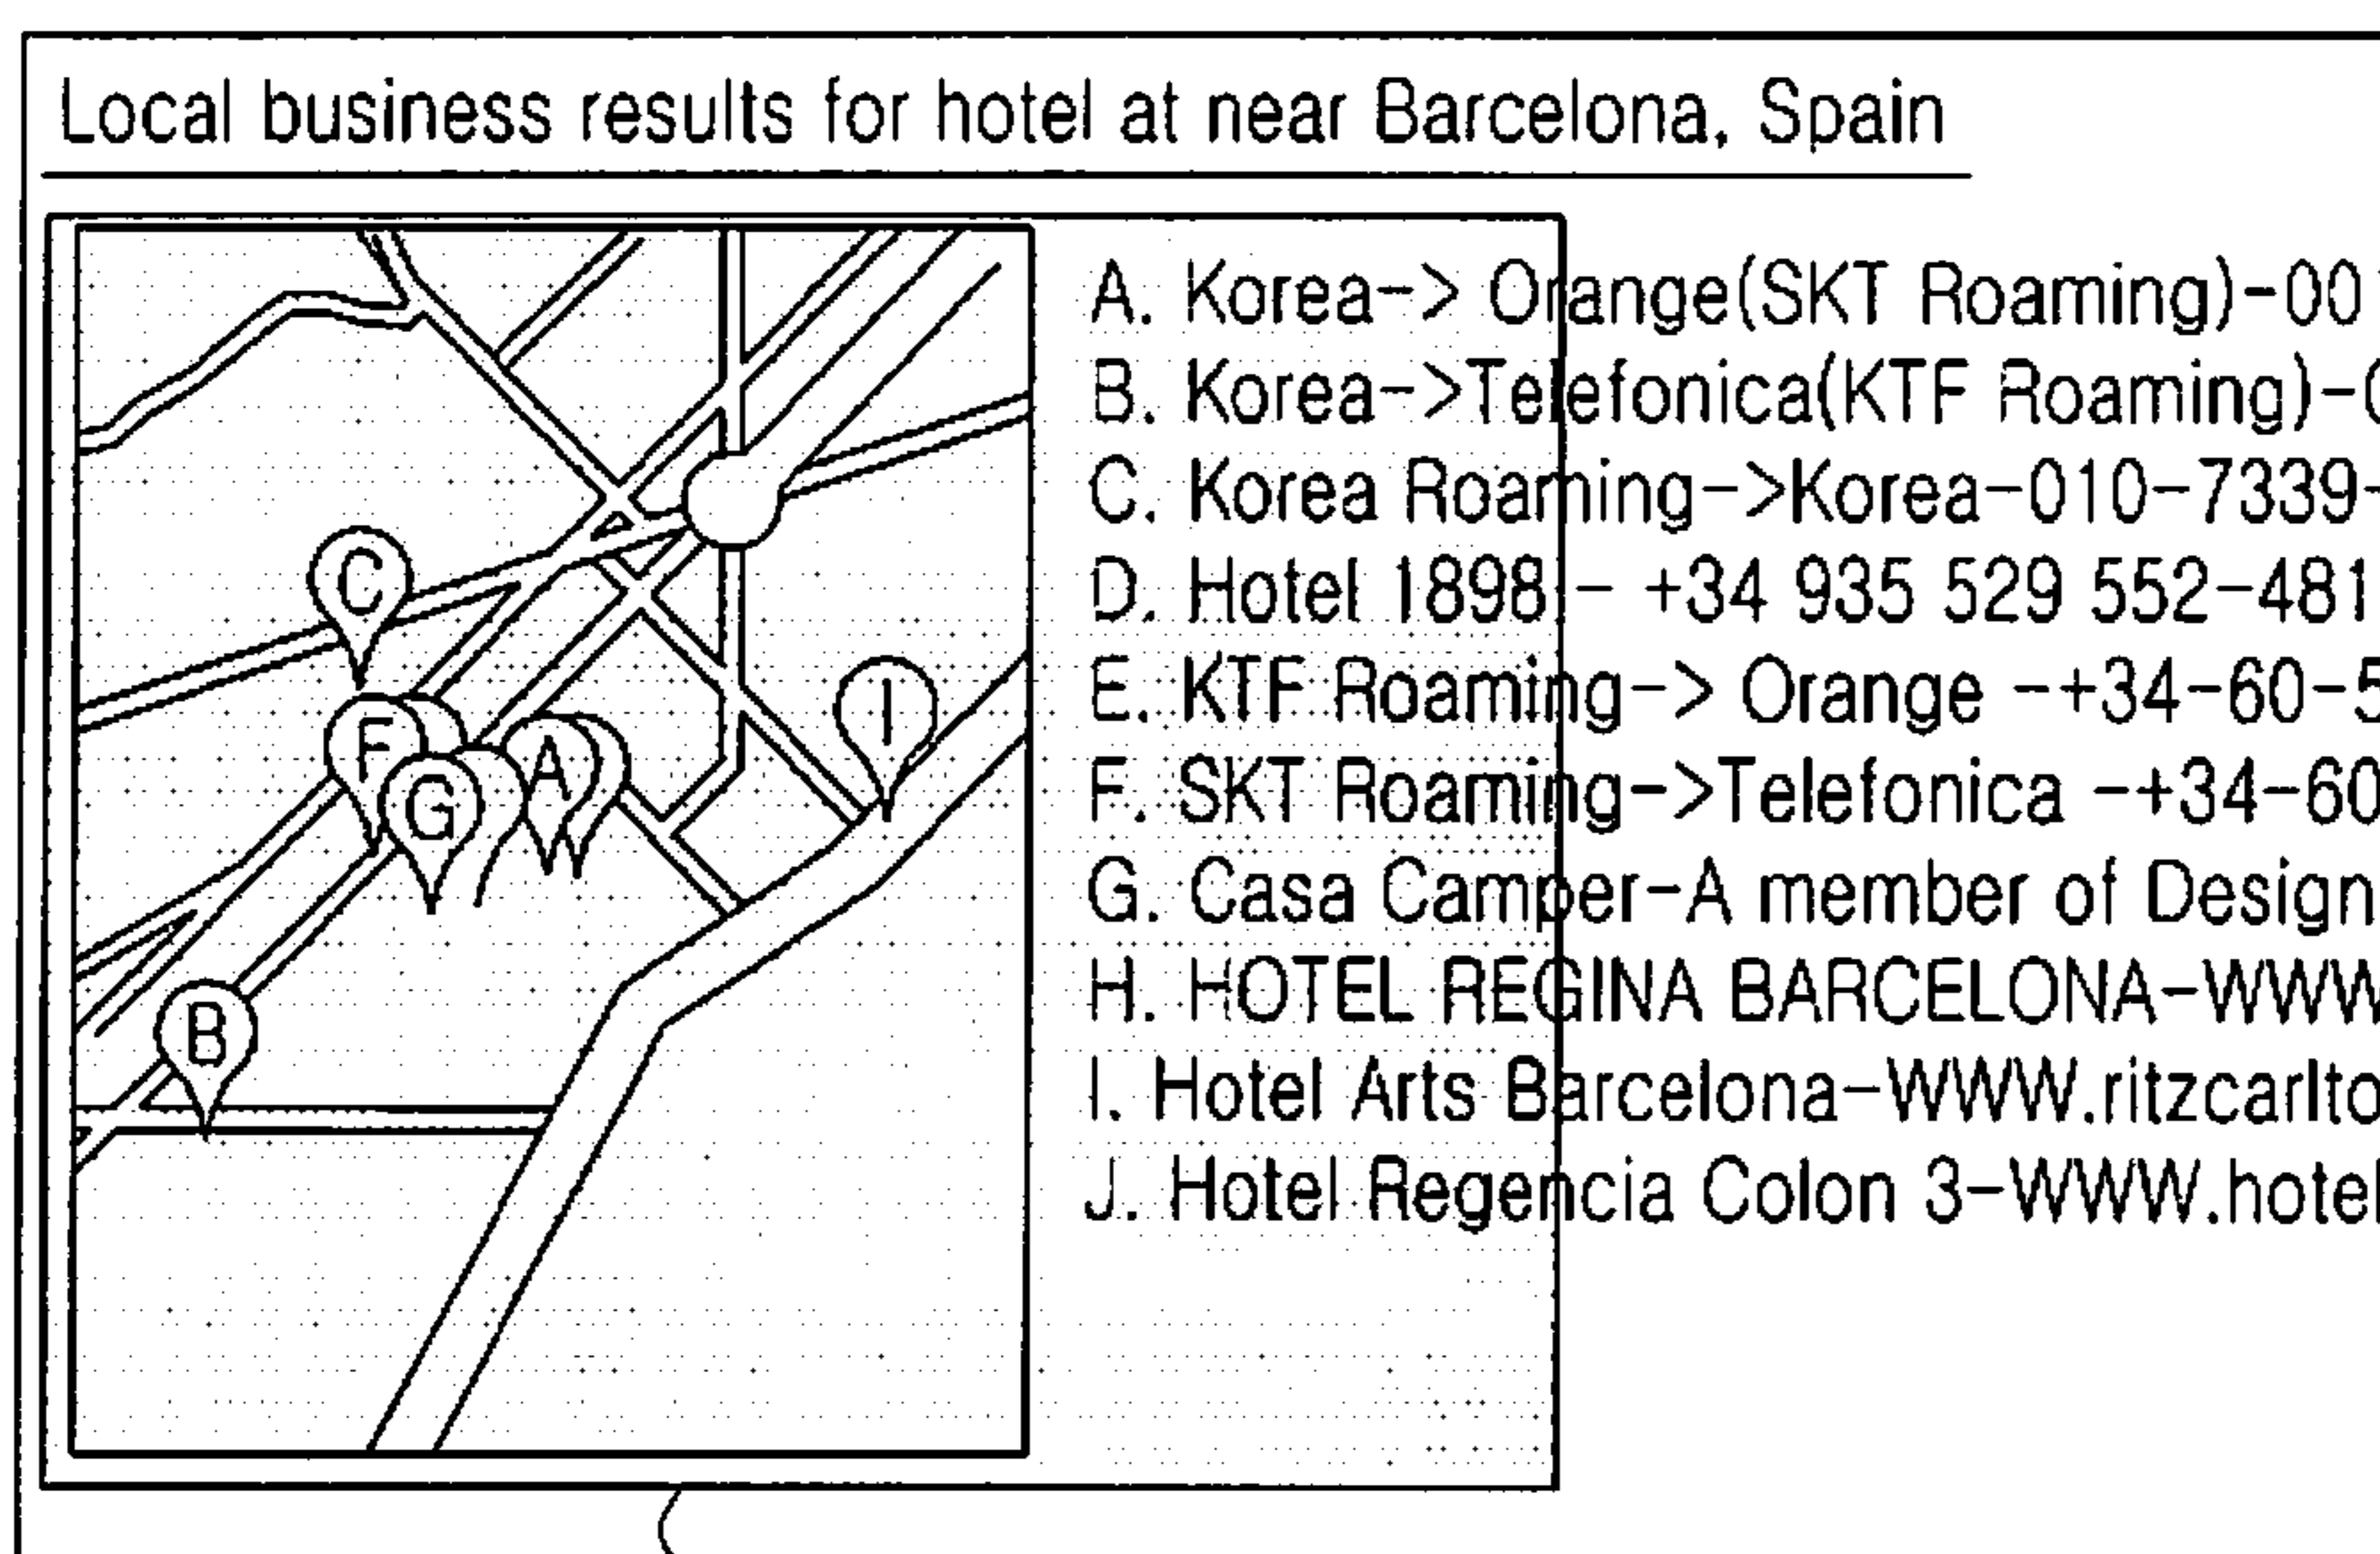 Local business results for hotel at near Barcelona, Spain
A. Korea-> Orange(SKT Roaming)-00
B. Korea->Telefonica(KTF Roaming)-
C. Korea Roaming->Korea-010-7339-
D. Hotel 1898 - +34 935 529 552-481
E. KTF Roaming-> Orange -+34-60-5
F. SKT Roaming->Telefonica -+34-60
G. Casa Camper-A member of Design
H. HOTEL REGINA BARCELONA-WWW
I. Hotel Arts Barcelona-WWW.ritzcarlto
J. Hotel Regencia Colon 3-WWW.hotel
C
I
F
A
G
B